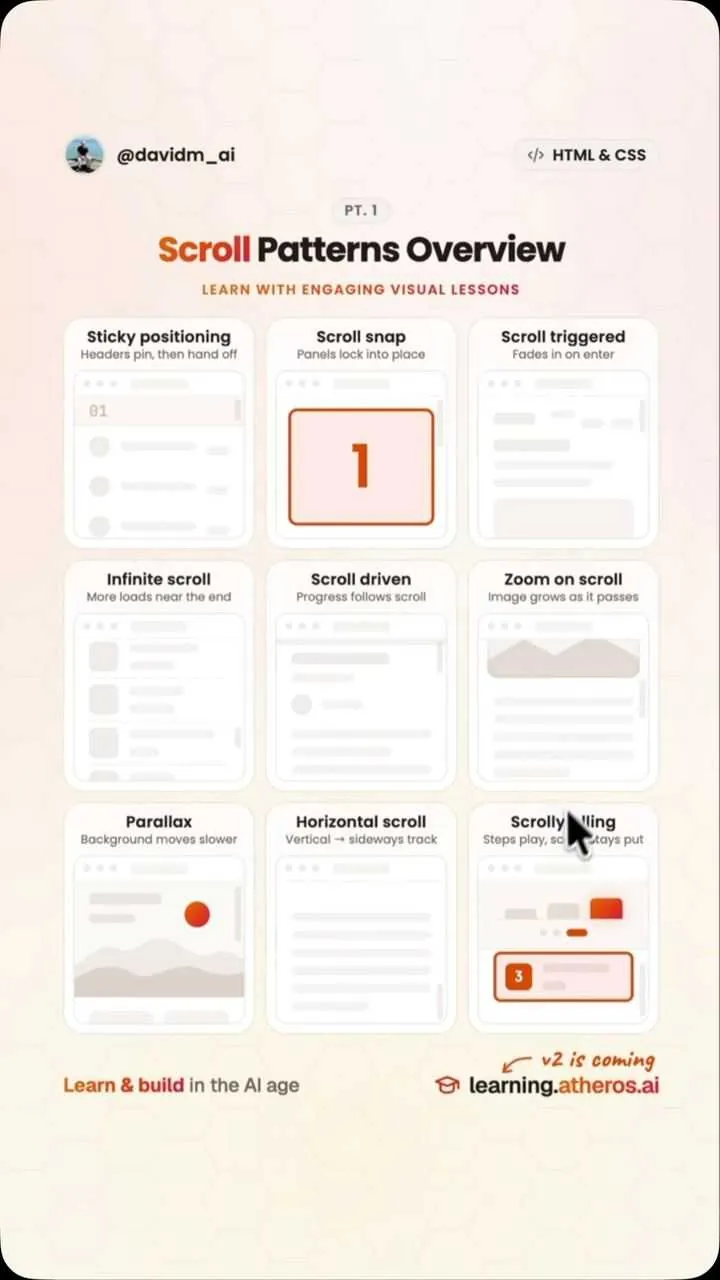 @davidm_ai
</> HTML & CSS
PT. 1
Scroll Patterns Overview
LEARN WITH ENGAGING VISUAL LESSONS
Sticky positioning
Headers pin, then hand off
01
Scroll snap
Panels lock into place
1
Scroll triggered
Fades in on enter
Infinite scroll
More loads near the end
Scroll driven
Progress follows scroll
Zoom on scroll
Image grows as it passes
Parallax
Background moves slower
Horizontal scroll
Vertical → sideways track
Steps play, stays put
3
v2 is coming
Learn & build in the AI age
learning.atheros.ai